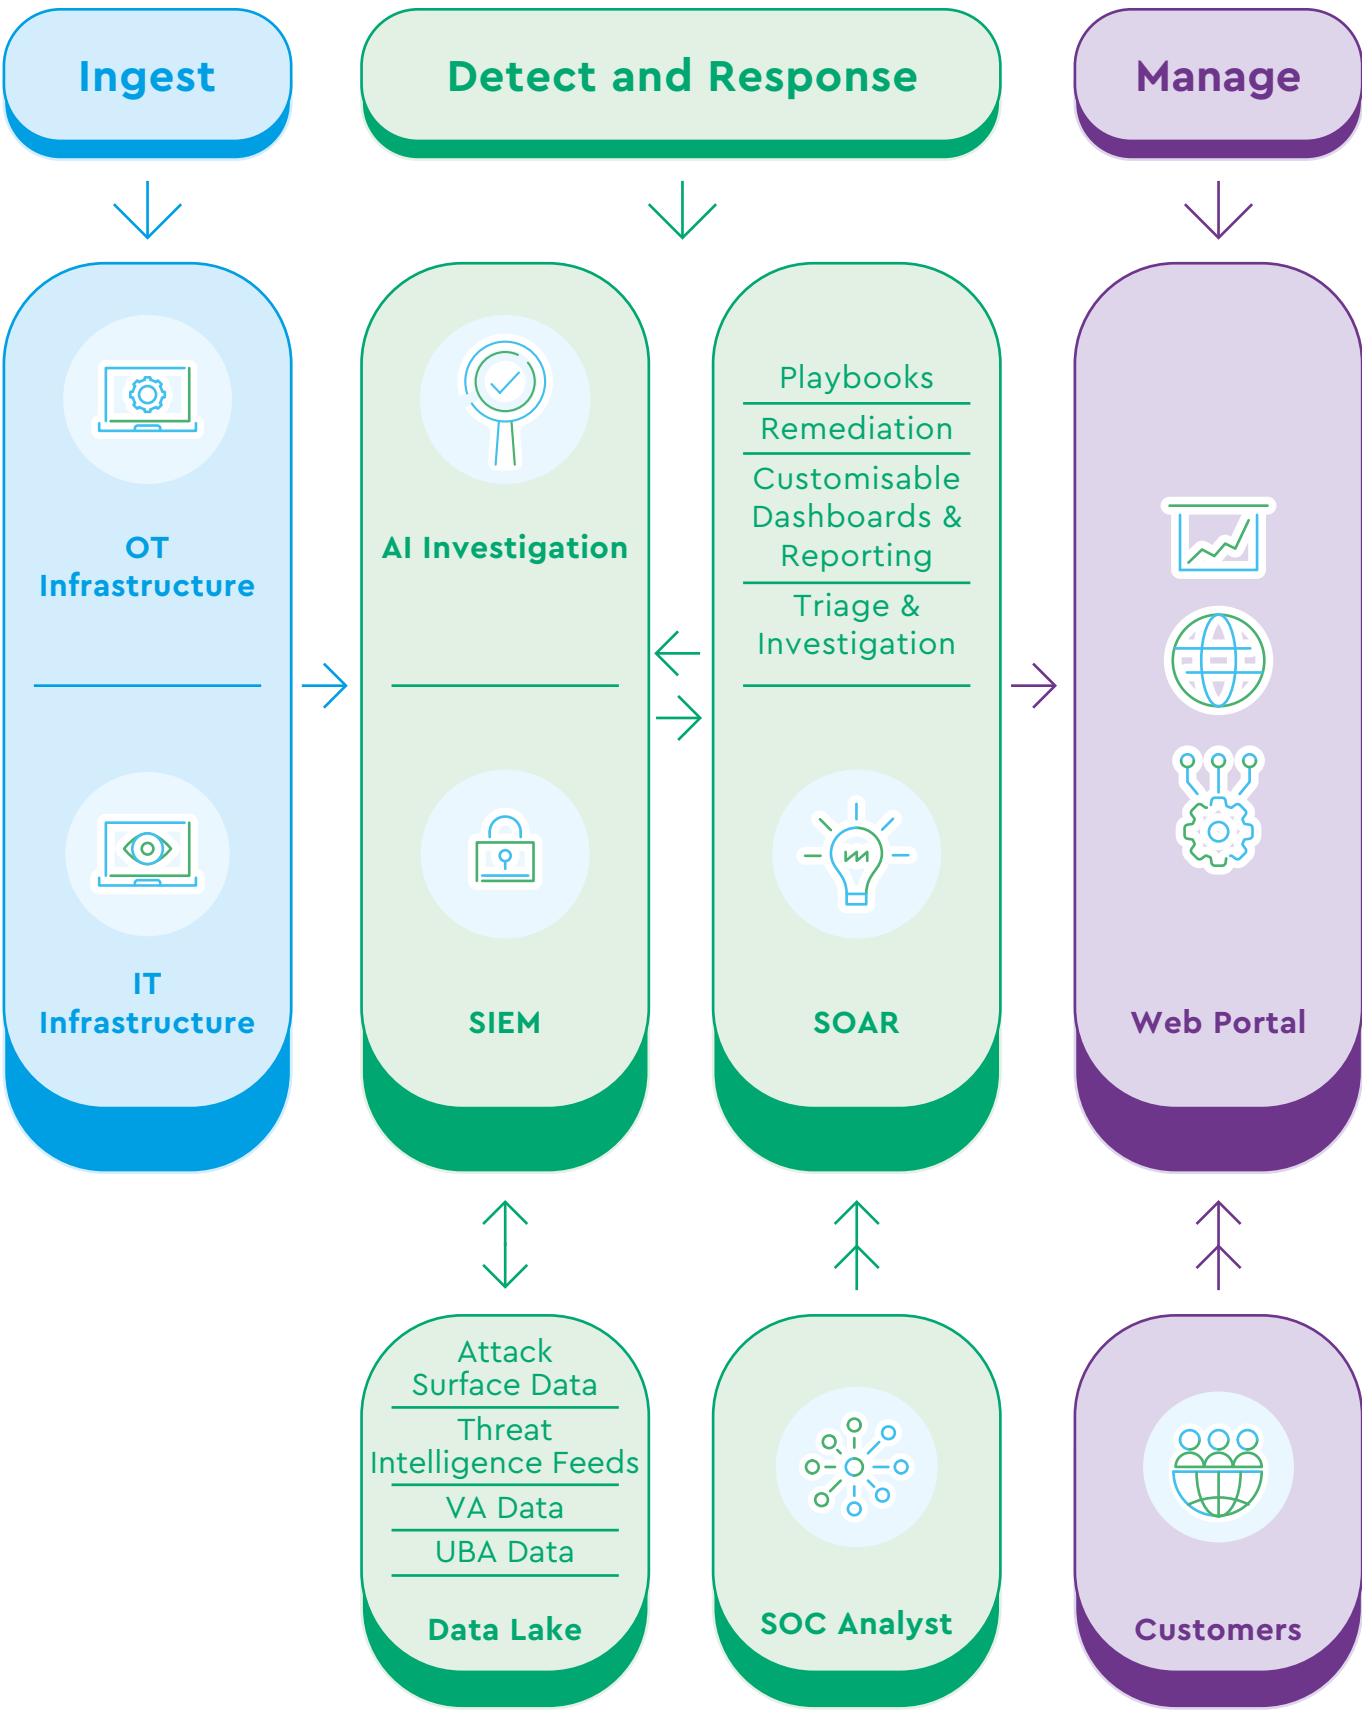 Ingest
Detect and Response
Manage
OT
Infrastructure
IT
Infrastructure
AI Investigation
SIEM
Playbooks
Remediation
Customisable
Dashboards &
Reporting
Triage &
Investigation
SOAR
Web Portal
Attack
Surface Data
Threat
Intelligence Feeds
VA Data
UBA Data
Data Lake
SOC Analyst
Customers